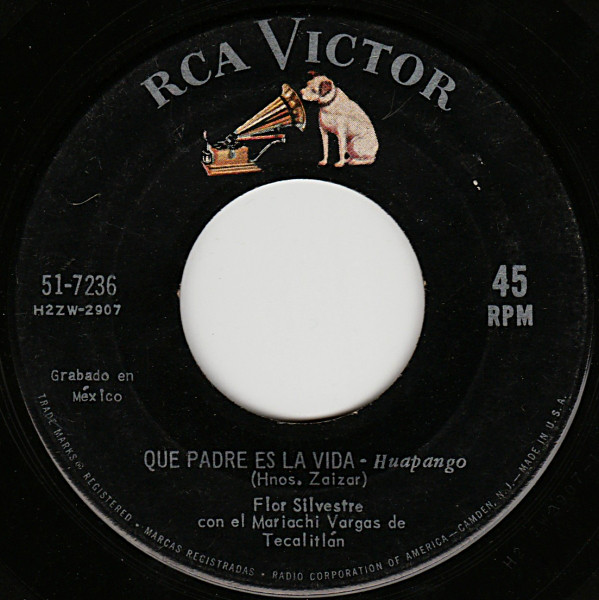 RCA VICTOR
51-7236
H2ZW-2907
45
RPM
Grabado en
México
QUE PADRE ES LA VIDA - Huapango
(Hnos. Zaizar)
Flor Silvestre
con el Mariachi Vargas de
Tecalitlán
TRADE MARKS ® REGISTERED • MARCAS REGISTRADAS • RADIO CORPORATION OF AMERICA—CAMDEN, N.J.—MADE IN U.S.A.